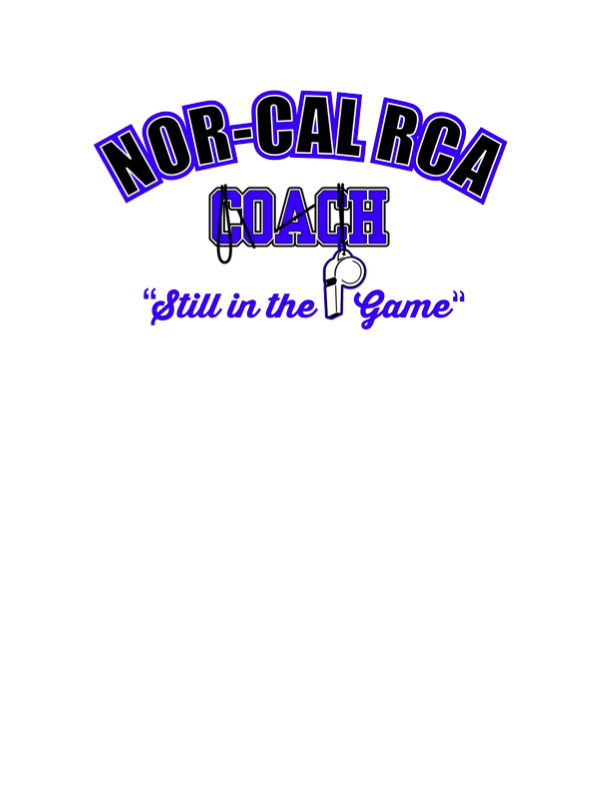 NOR-CAL RCA
COACH
“Still in the Game”